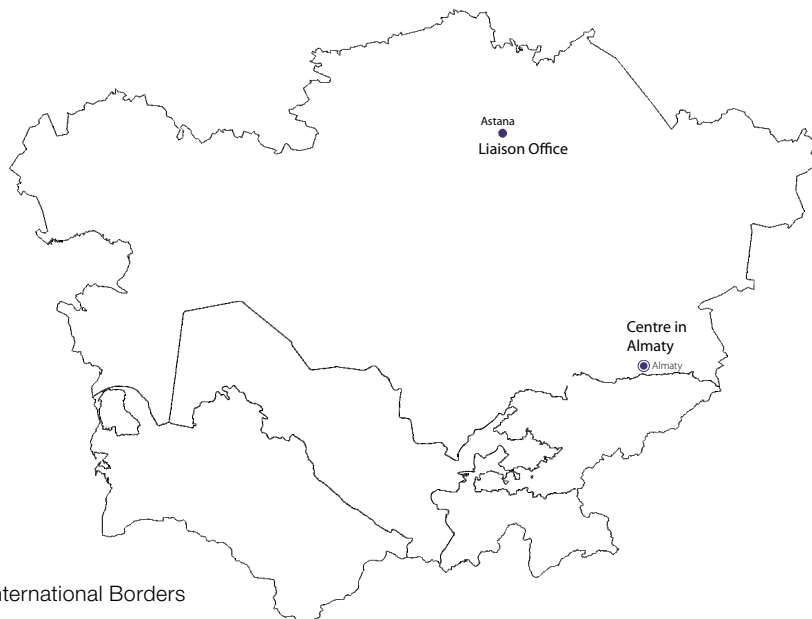 Astana
Liaison Office
Centre in
Almaty
Almaty
nternational Borders